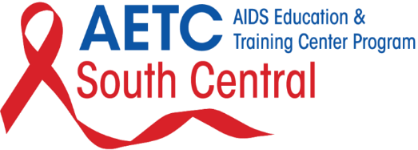 AETC AIDS Education &
Training Center Program
South Central